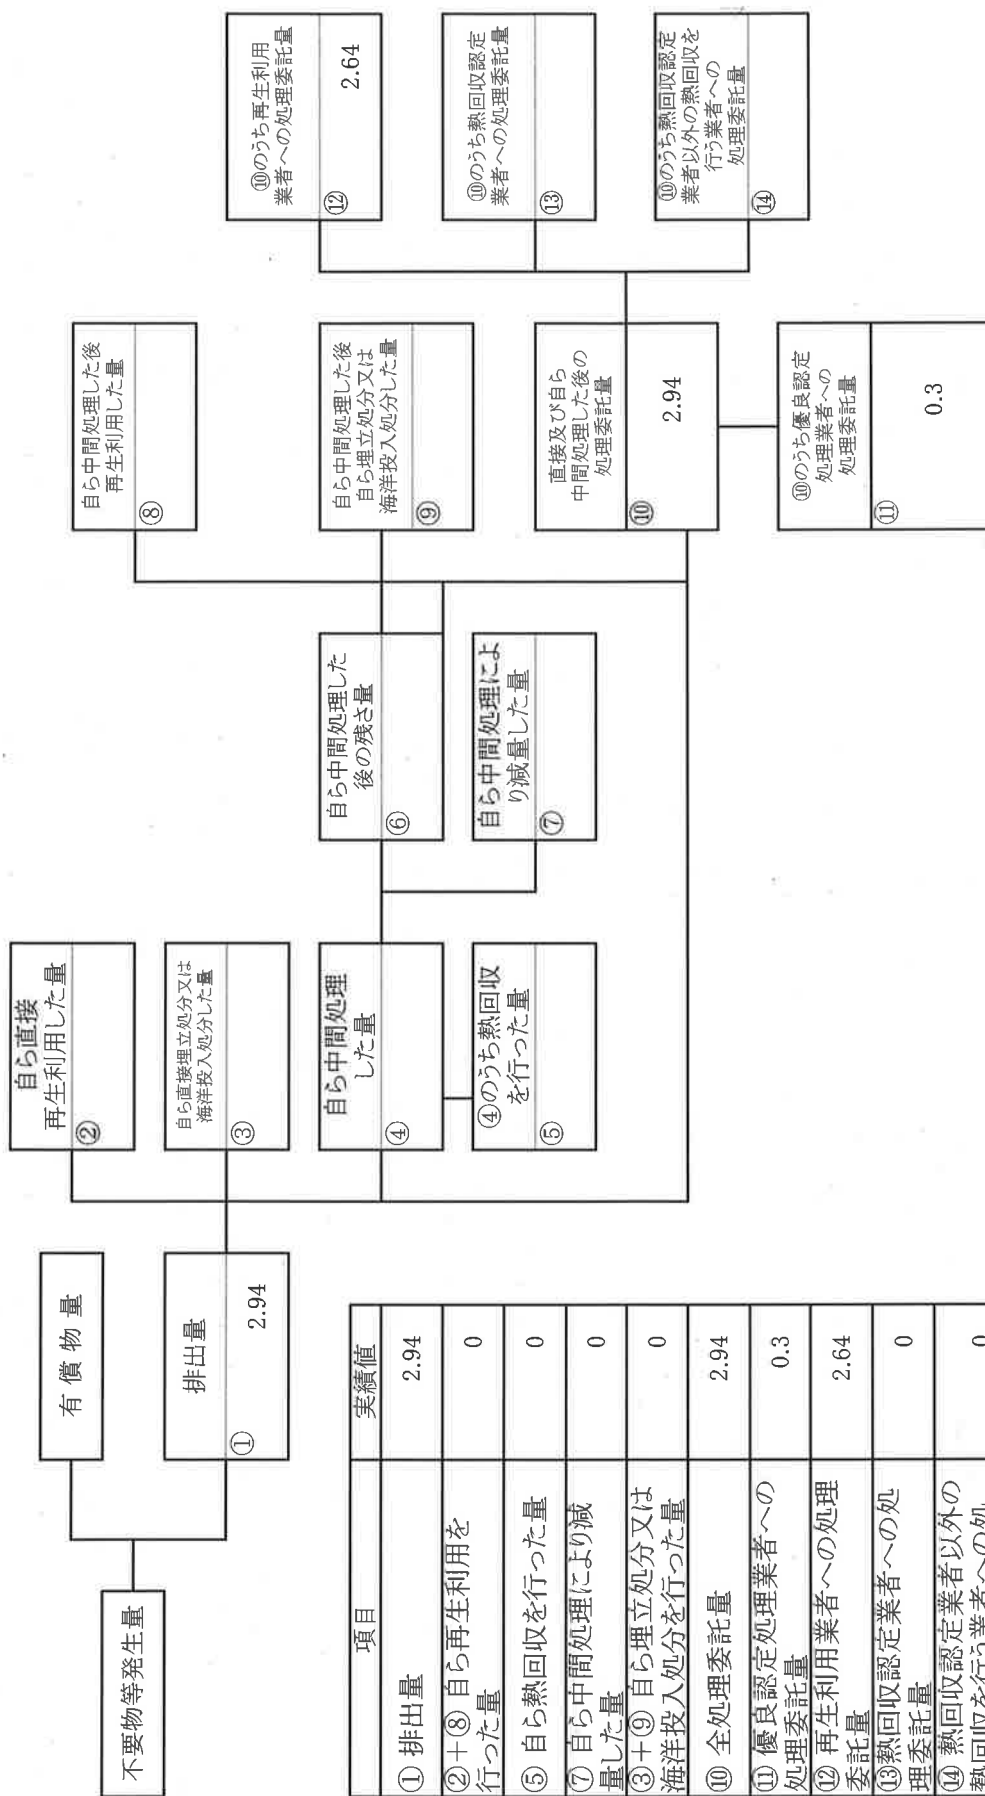 不要物等発生量
有償物量
排出量
①
2.94
自ら直接
再生利用した量
②
自ら直接埋立処分又は
海洋投入処分した量
③
自ら中間処理
した量
④
④のうち熱回収
を行った量
⑤
自ら中間処理した
後の残さ量
⑥
自ら中間処理によ
り減量した量
⑦
自ら中間処理した後
再生利用した量
⑧
自ら中間処理した後
自ら埋立処分又は
海洋投入処分した量
⑨
直接及び自ら
中間処理した後の
処理委託量
⑩
2.94
⑩のうち優良認定
処理業者への
処理委託量
⑪
0.3
⑩のうち再生利用
業者への処理委託量
⑫
2.64
⑩のうち熱回収認定
業者への処理委託量
⑬
⑩のうち熱回収認定
業者以外の熱回収を
行う業者への
処理委託量
⑭
項目 実績値
①排出量 2.94
②+⑧ 自ら再生利用を
行った量 0
⑤ 自ら熱回収を行った量 0
⑦ 自ら中間処理により減
量した量 0
③+⑨ 自ら埋立処分又は
海洋投入処分を行った量 0
⑩ 全処理委託量 2.94
⑪ 優良認定処理業者への
処理委託量 0.3
⑫ 再生利用業者への処理
委託量 2.64
⑬熱回収認定業者への処
理委託量 0
⑭ 熱回収認定業者以外の
熱回収を行う業者への処 0